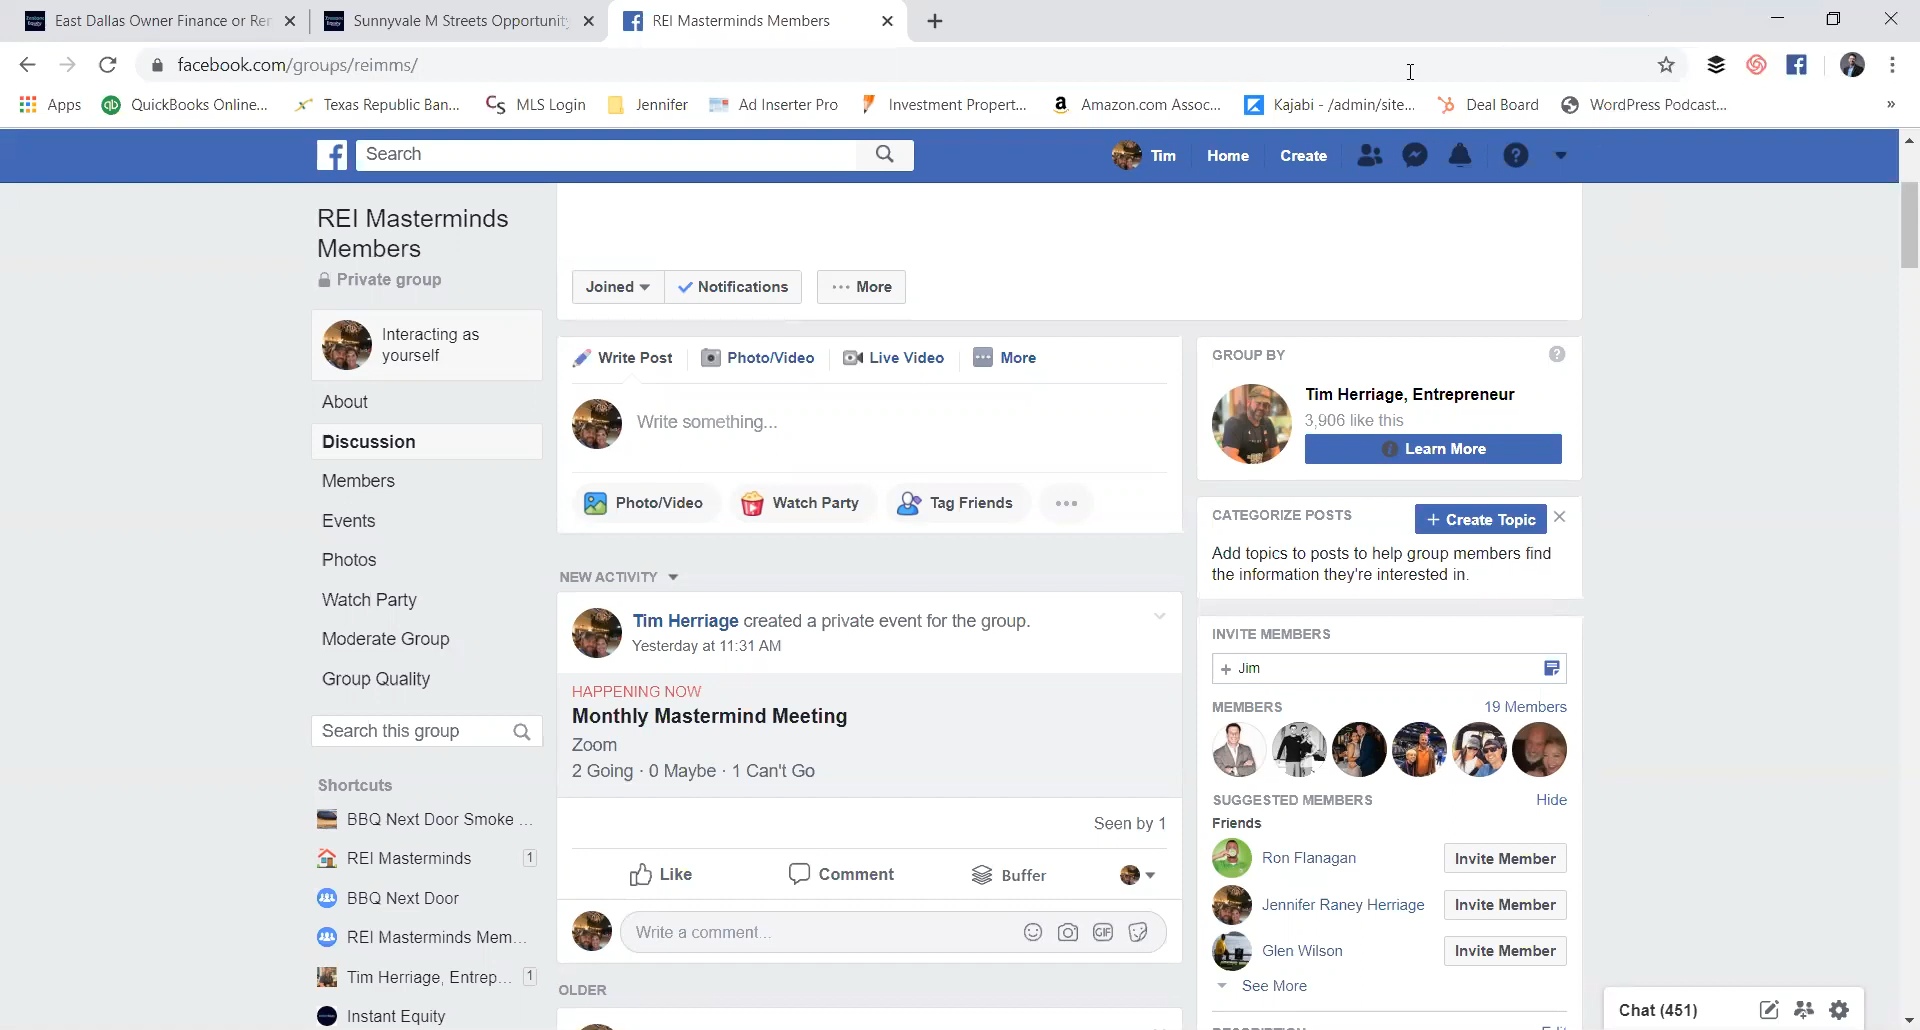 East Dallas Owner Finance or Ren
Sunnyvale M Streets Opportunity
REI Masterminds Members
facebook.com/groups/reimms/
Apps
QuickBooks Online...
Texas Republic Ban...
MLS Login
Jennifer
Ad Inserter Pro
Investment Propert...
Amazon.com Assoc...
Kajabi - /admin/site...
Deal Board
WordPress Podcast...
»
Search
Tim
Home
Create
REI Masterminds
Members
Private group
Interacting as
yourself
About
Discussion
Members
Events
Photos
Watch Party
Moderate Group
Group Quality
Search this group
Shortcuts
BBQ Next Door Smoke ...
REI Masterminds 1
BBQ Next Door
REI Masterminds Mem...
Tim Herriage, Entrep... 1
Instant Equity
Joined
Notifications
More
Write Post
Photo/Video
Live Video
More
Write something...
Photo/Video
Watch Party
Tag Friends
NEW ACTIVITY
Tim Herriage created a private event for the group.
Yesterday at 11:31 AM
HAPPENING NOW
Monthly Mastermind Meeting
Zoom
2 Going · 0 Maybe · 1 Can't Go
Seen by 1
Like
Comment
Buffer
Write a comment...
GIF
OLDER
GROUP BY
Tim Herriage, Entrepreneur
3,906 like this
Learn More
CATEGORIZE POSTS
+ Create Topic
Add topics to posts to help group members find
the information they're interested in.
INVITE MEMBERS
+ Jim
MEMBERS
19 Members
SUGGESTED MEMBERS
Hide
Friends
Ron Flanagan
Invite Member
Jennifer Raney Herriage
Invite Member
Glen Wilson
Invite Member
See More
Chat (451)